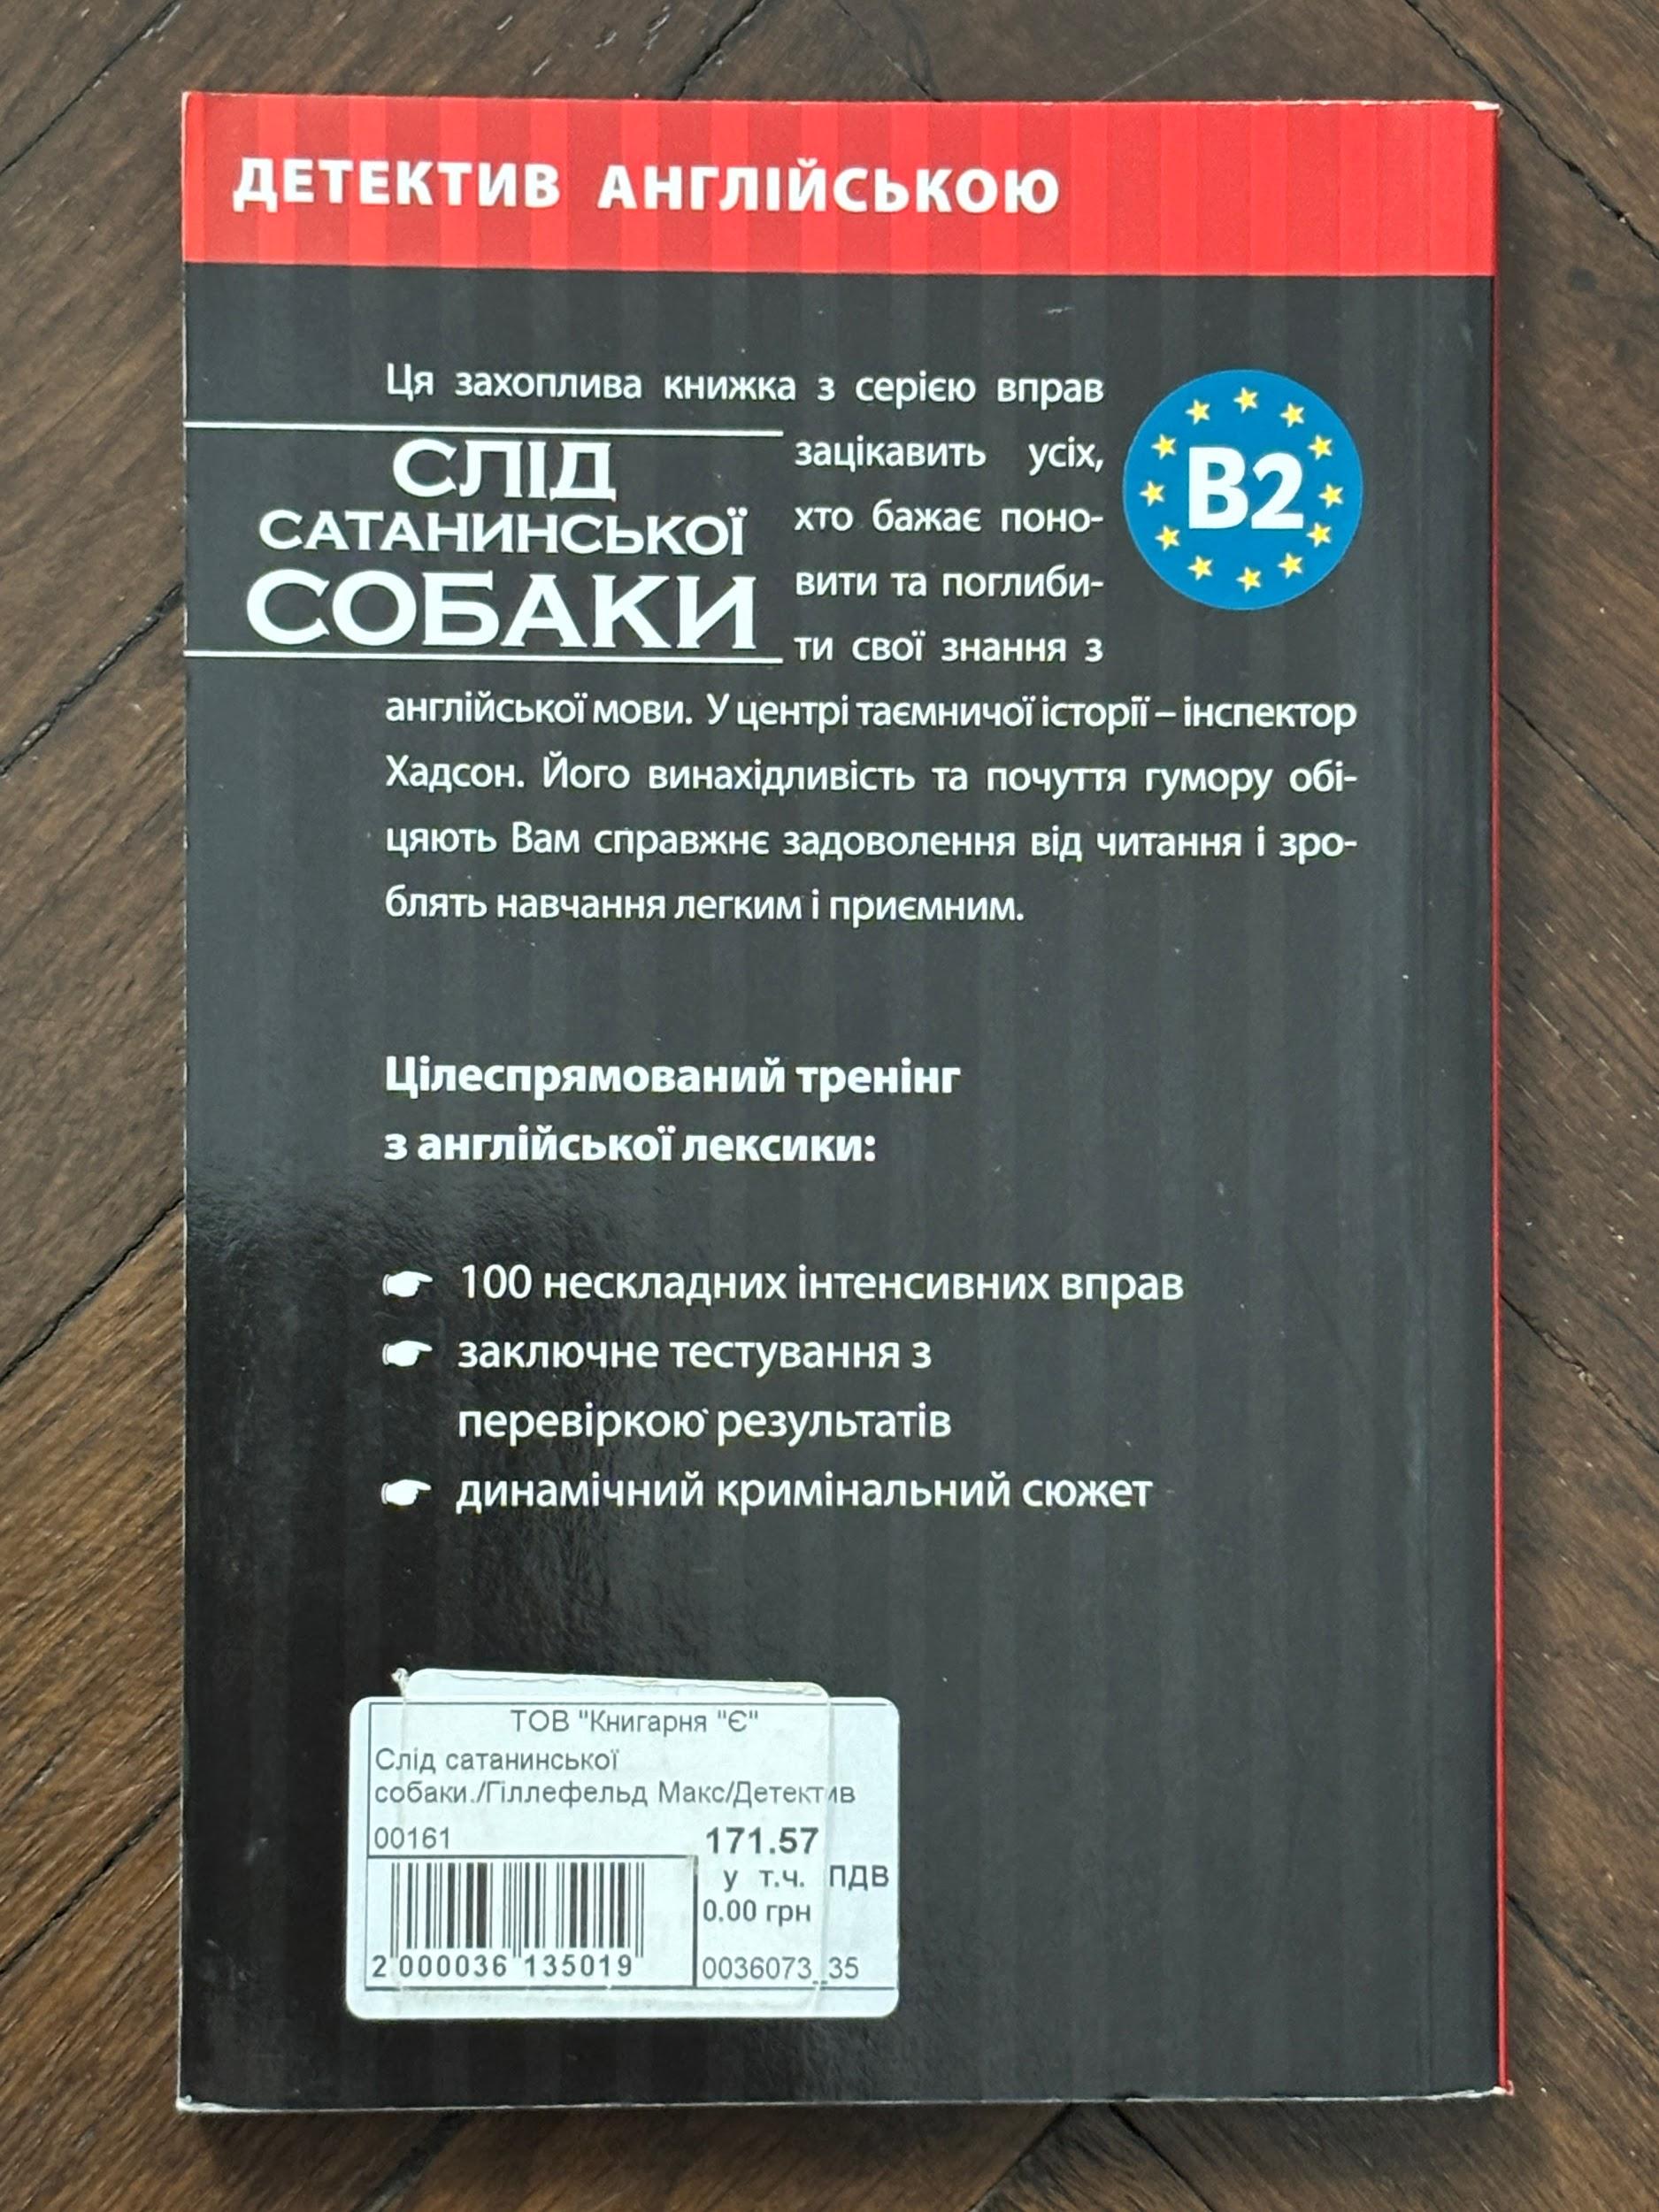 ДЕТЕКТИВ АНГЛІЙСЬКОЮ
Ця захоплива книжка з серією вправ
СЛІД
САТАНИНСЬКОЇ
СОБАКИ
зацікавить усіх,
хто бажає поно-
вити та поглиби-
ти свої знання з
B2
англійської мови. У центрі таємничої історії – інспектор
Хадсон. Його винахідливість та почуття гумору обі-
цяють Вам справжнє задоволення від читання і зро-
блять навчання легким і приємним.
Цілеспрямований тренінг
з англійської лексики:
100 нескладних інтенсивних вправ
заключне тестування з
перевіркою результатів
динамічний кримінальний сюжет
ТОВ "Книгарня "Є"
Слід сатанинської
собаки./Гіллефельд Макс/Детектив
00161
171.57
у т.ч. ПДВ
0.00 грн
2 000036 135019
0036073_35